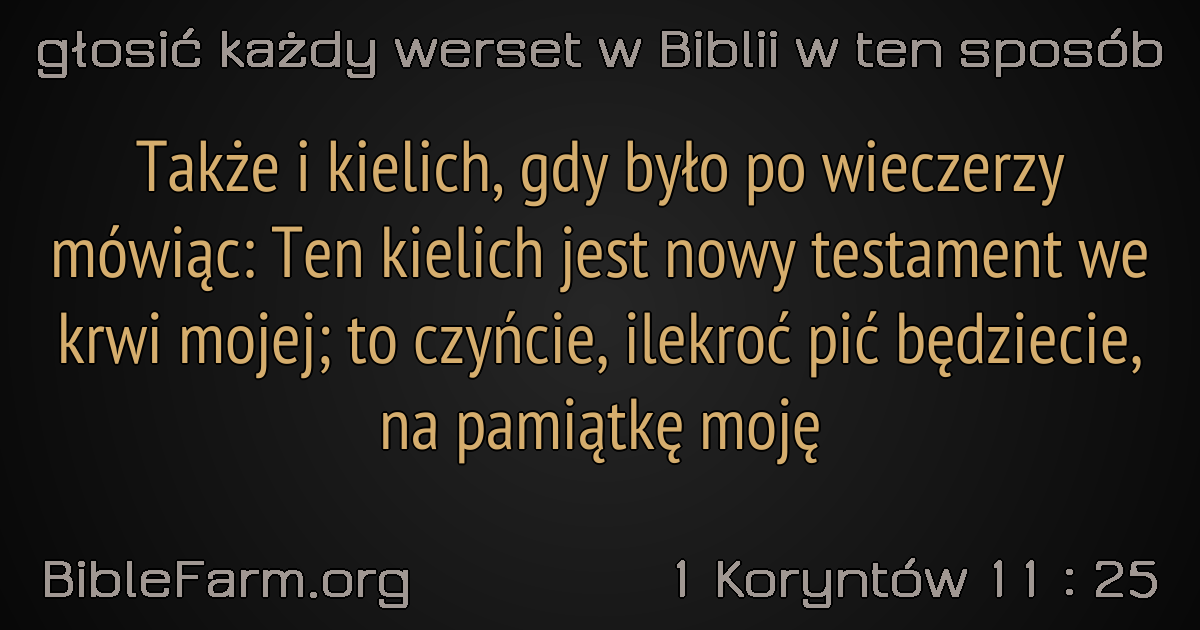 głosić każdy werset w Biblii w ten sposób
Także i kielich, gdy było po wieczerzy
mówiąc: Ten kielich jest nowy testament we
krwi mojej; to czyńcie, ilekroć pić będziecie,
na pamiątkę moję
BibleFarm.org
1 Koryntów 11 : 25